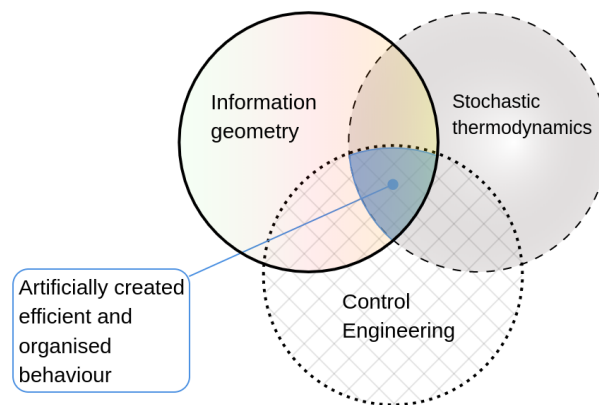 Information
geometry
Stochastic
thermodynamics
Artificially created
efficient and
organised
behaviour
Control
Engineering